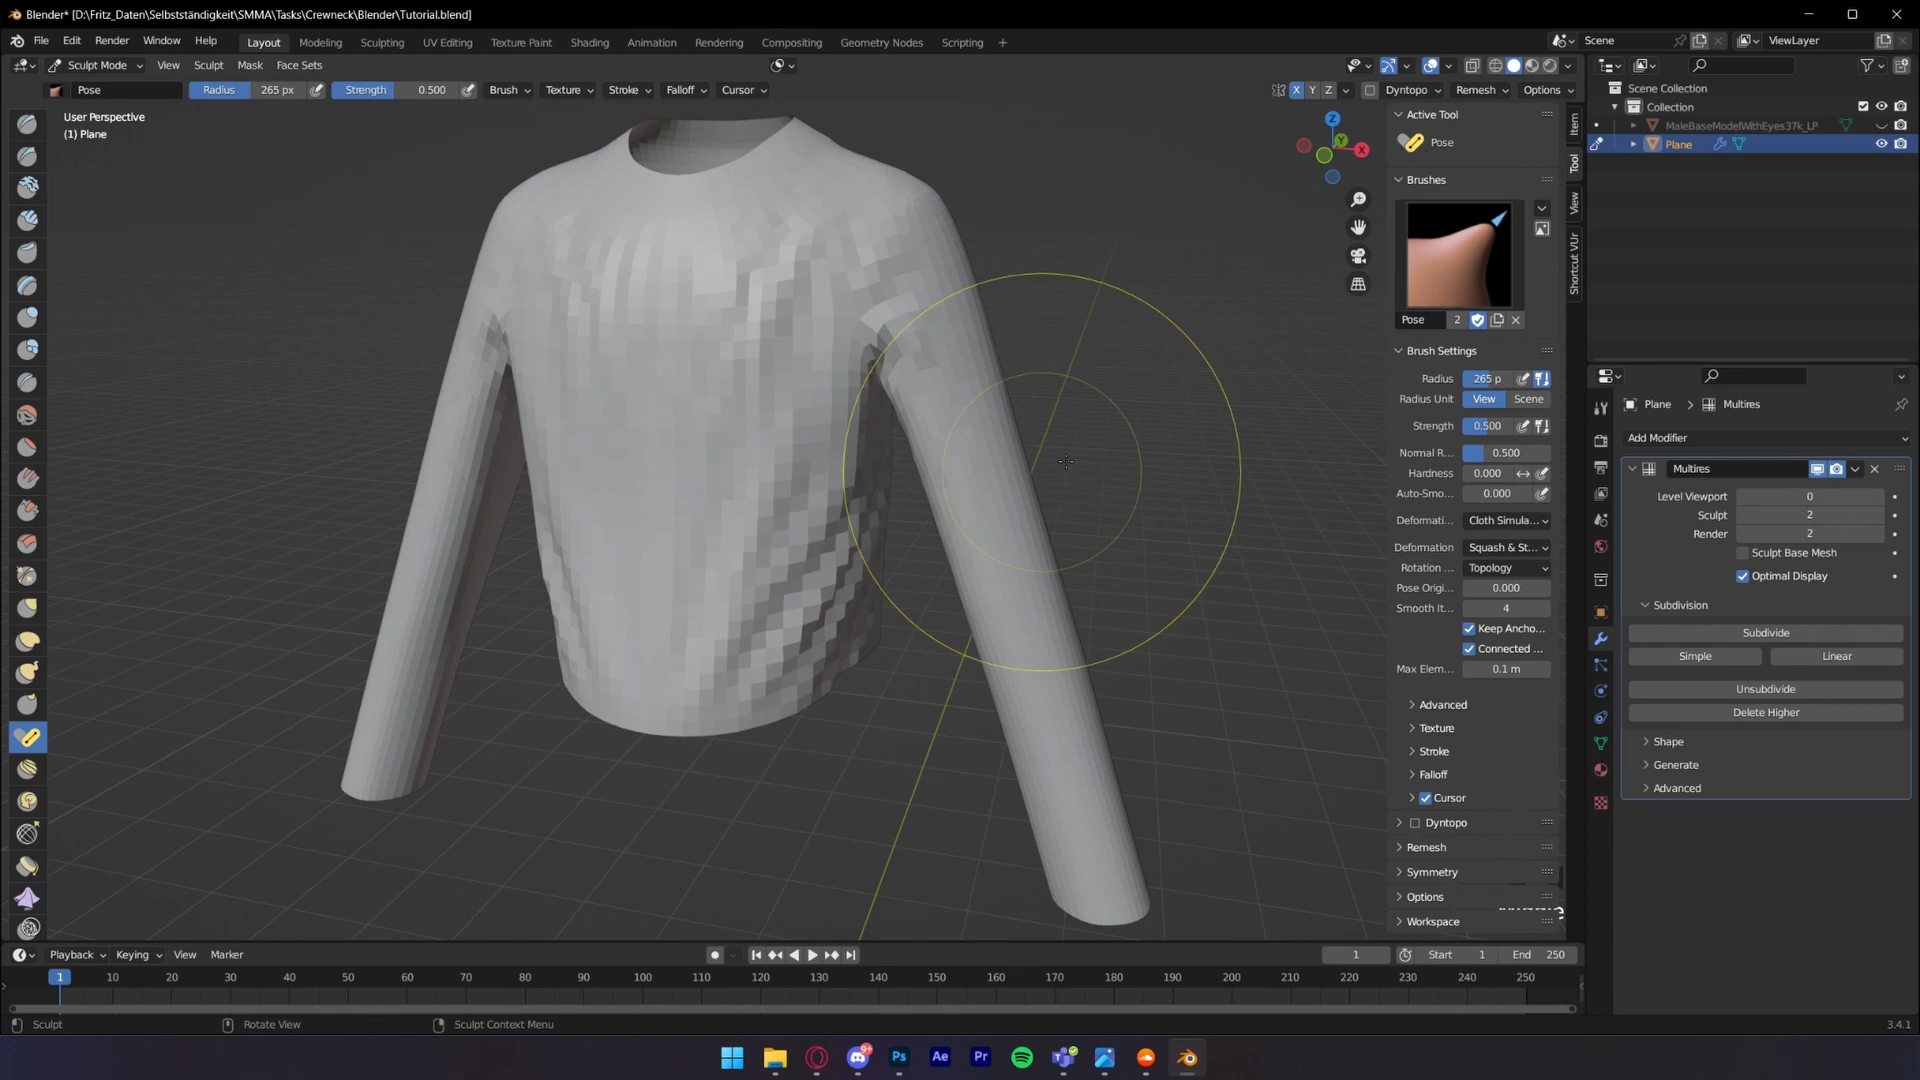 Blender* [D:\Fritz_Daten\Selbstständigkeit\SMMA\Tasks\Crewneck\Blender\Tutorial.blend]
File Edit Render Window Help Layout Modeling Sculpting UV Editing Texture Paint Shading Animation Rendering Compositing Geometry Nodes Scripting + Scene ViewLayer
Sculpt Mode View Sculpt Mask Face Sets
Pose Radius 265 px Strength 0.500 Brush Texture Stroke Falloff Cursor X Y Z Dyntopo Remesh Options
User Perspective
(1) Plane
Z
Y
X
Active Tool
Pose
Brushes
Pose 2
Brush Settings
Radius 265 p
Radius Unit View Scene
Strength 0.500
Normal R... 0.500
Hardness 0.000
Auto-Smo... 0.000
Deformati... Cloth Simula...
Deformation Squash & St...
Rotation ... Topology
Pose Origi... 0.000
Smooth It... 4
Keep Ancho...
Connected ...
Max Elem... 0.1 m
Advanced
Texture
Stroke
Falloff
Cursor
Dyntopo
Remesh
Symmetry
Options
Workspace
Item
Tool
View
Shortcut VUr
Scene Collection
Collection
MaleBaseModelWithEyes37k_LP
Plane
Plane Multires
Add Modifier
Multires
Level Viewport 0
Sculpt 2
Render 2
Sculpt Base Mesh
Optimal Display
Subdivision
Subdivide
Simple Linear
Unsubdivide
Delete Higher
Shape
Generate
Advanced
Playback Keying View Marker 1 Start 1 End 250
1 10 20 30 40 50 60 70 80 90 100 110 120 130 140 150 160 170 180 190 200 210 220 230 240 250
Sculpt Rotate View Sculpt Context Menu 3.4.1
9+ Ps Ae Pr